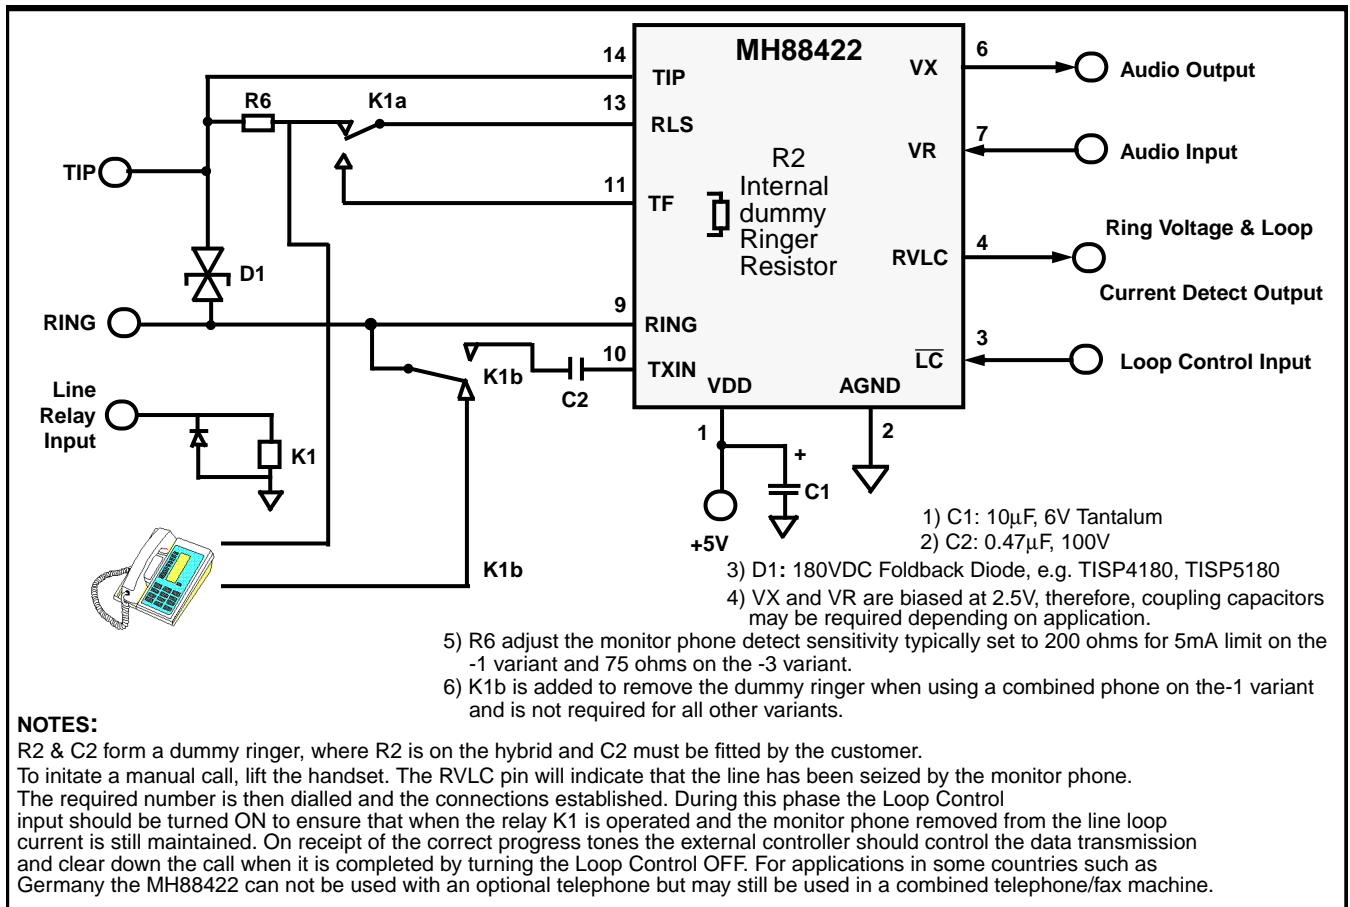 MH88422
14
TIP
VX
6
Audio Output
R6
K1a
13
RLS
VR
7
Audio Input
TIP
R2
Internal
dummy
Ringer
Resistor
11
TF
Ring Voltage & Loop
RVLC
4
D1
Current Detect Output
RING
9
RING
3
LC
Loop Control Input
K1b
10
TXIN
C2
VDD
AGND
Line
Relay
Input
K1
1
2
+
C1
+5V
K1b
1) C1: 10µF, 6V Tantalum
2) C2: 0.47µF, 100V
3) D1: 180VDC Foldback Diode, e.g. TISP4180, TISP5180
4) VX and VR are biased at 2.5V, therefore, coupling capacitors
may be required depending on application.
5) R6 adjust the monitor phone detect sensitivity typically set to 200 ohms for 5mA limit on the
-1 variant and 75 ohms on the -3 variant.
6) K1b is added to remove the dummy ringer when using a combined phone on the-1 variant
and is not required for all other variants.
NOTES:
R2 & C2 form a dummy ringer, where R2 is on the hybrid and C2 must be fitted by the customer.
To initate a manual call, lift the handset. The RVLC pin will indicate that the line has been seized by the monitor phone.
The required number is then dialled and the connections established. During this phase the Loop Control
input should be turned ON to ensure that when the relay K1 is operated and the monitor phone removed from the line loop
current is still maintained. On receipt of the correct progress tones the external controller should control the data transmission
and clear down the call when it is completed by turning the Loop Control OFF. For applications in some countries such as
Germany the MH88422 can not be used with an optional telephone but may still be used in a combined telephone/fax machine.